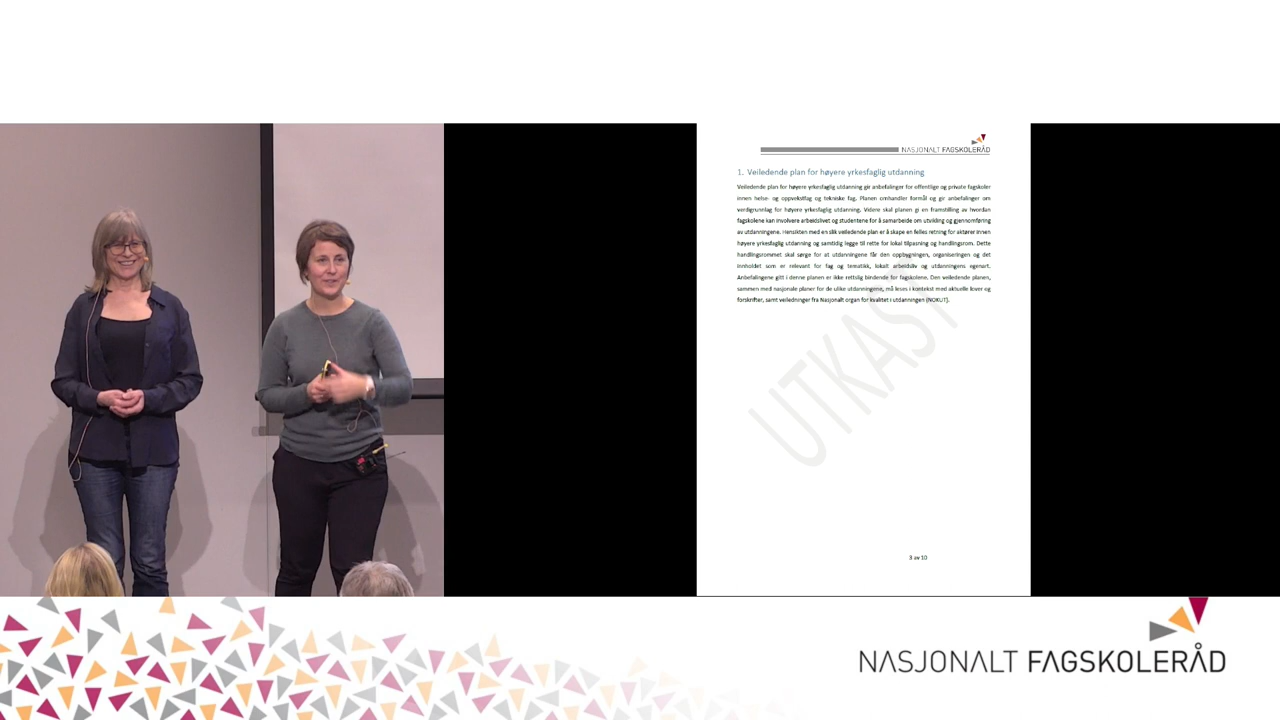 NASJONALT FAGSKOLERÅD
1. Veiledende plan for høyere yrkesfaglig utdanning
Veiledende plan for høyere yrkesfaglig utdanning gir anbefalinger for offentlige og private fagskoler
innen helse- og oppvekstfag og tekniske fag. Planen omhandler formål og gir anbefalinger om
verdigrunnlag for høyere yrkesfaglig utdanning. Videre skal planen gi en framstilling av hvordan
fagskolene kan involvere arbeidslivet og studentene for å samarbeide om utvikling og gjennomføring
av utdanningene. Hensikten med en slik veiledende plan er å skape en felles retning for aktører innen
høyere yrkesfaglig utdanning og samtidig legge til rette for lokal tilpasning og handlingsrom. Dette
handlingsrommet skal sørge for at utdanningene får den oppbygningen, organiseringen og det
innholdet som er relevant for fag og tematikk, lokalt arbeidsliv og utdanningens egenart.
Anbefalingene gitt i denne planen er ikke rettslig bindende for fagskolene. Den veiledende planen,
sammen med nasjonale planer for de ulike utdanningene, må leses i kontekst med aktuelle lover og
forskrifter, samt veiledninger fra Nasjonalt organ for kvalitet i utdanningen (NOKUT).
UTKAST
3 av 10
NASJONALT FAGSKOLERÅD